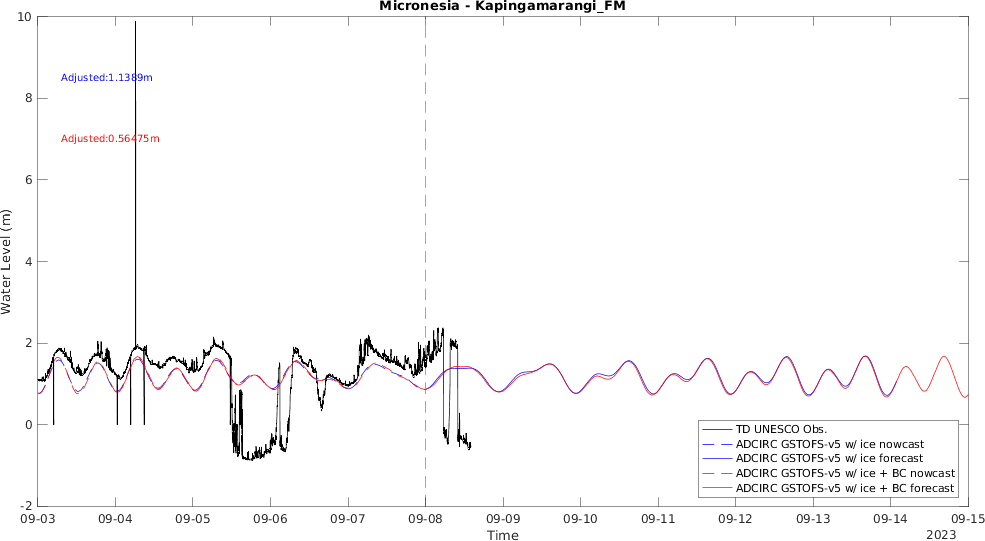 Micronesia - Kapingamarangi_FM
10
8
6
4
2
0
-2
Water Level (m)
Adjusted:1.1389m
Adjusted:0.56475m
TD UNESCO Obs.
ADCIRC GSTOFS-v5 w/ ice nowcast
ADCIRC GSTOFS-v5 w/ ice forecast
ADCIRC GSTOFS-v5 w/ ice + BC nowcast
ADCIRC GSTOFS-v5 w/ ice + BC forecast
09-03 09-04 09-05 09-06 09-07 09-08 09-09 09-10 09-11 09-12 09-13 09-14 09-15
Time
2023